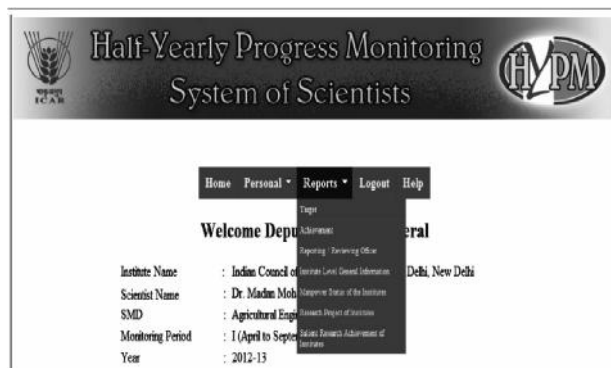 Half-Yearly Progress Monitoring
System of Scientists
HYPM
ICAR
Home Personal Reports Logout Help
Target
Achievement
Reporting / Reviewing Officer
Institute Level General Information
Manpower Status of the Institutes
Research Project of Institutes
Salient Research Achievement of
Institutes
Welcome Depu eral
Institute Name : Indian Council of Delhi, New Delhi
Scientist Name : Dr. Madan Moh
SMD : Agricultural Engi
Monitoring Period : I (April to Septe
Year : 2012-13